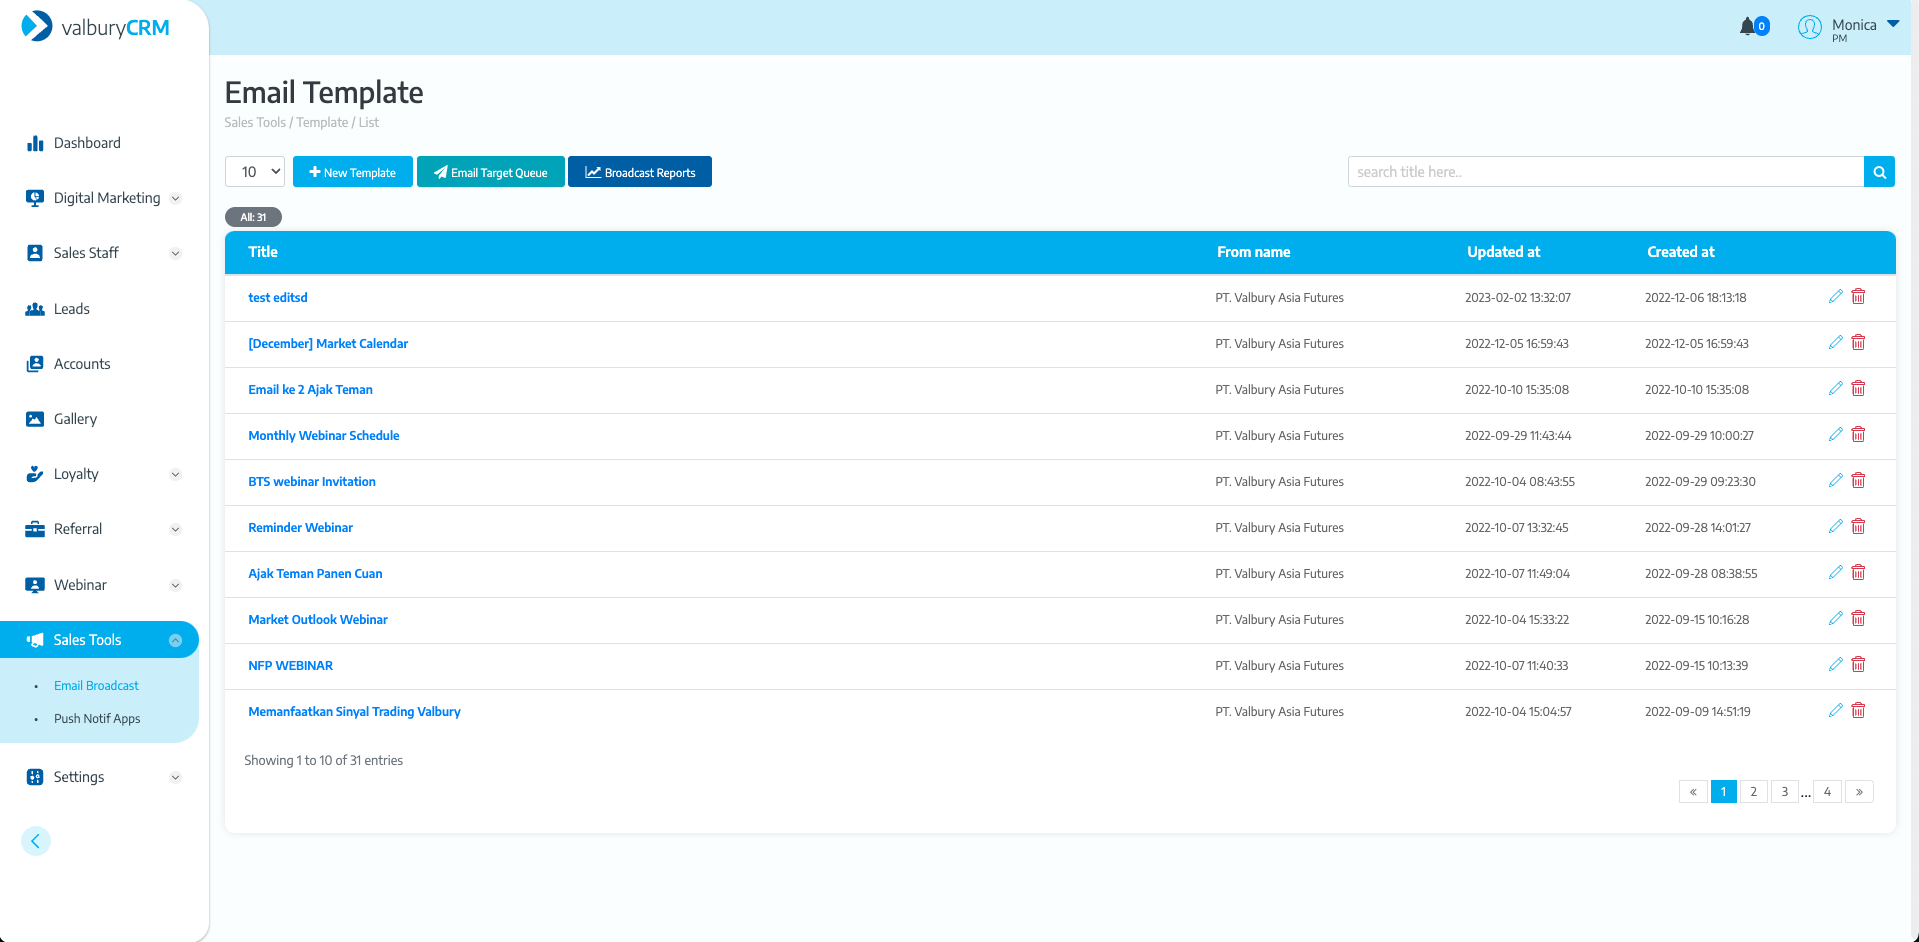 valburyCRM
0
Monica
PM
Dashboard
Digital Marketing
Sales Staff
Leads
Accounts
Gallery
Loyalty
Referral
Webinar
Sales Tools
• Email Broadcast
• Push Notif Apps
Settings
Email Template
Sales Tools / Template / List
10 New Template Email Target Queue Broadcast Reports search title here..
All: 31
Title From name Updated at Created at
test editsd PT. Valbury Asia Futures 2023-02-02 13:32:07 2022-12-06 18:13:18
[December] Market Calendar PT. Valbury Asia Futures 2022-12-05 16:59:43 2022-12-05 16:59:43
Email ke 2 Ajak Teman PT. Valbury Asia Futures 2022-10-10 15:35:08 2022-10-10 15:35:08
Monthly Webinar Schedule PT. Valbury Asia Futures 2022-09-29 11:43:44 2022-09-29 10:00:27
BTS webinar Invitation PT. Valbury Asia Futures 2022-10-04 08:43:55 2022-09-29 09:23:30
Reminder Webinar PT. Valbury Asia Futures 2022-10-07 13:32:45 2022-09-28 14:01:27
Ajak Teman Panen Cuan PT. Valbury Asia Futures 2022-10-07 11:49:04 2022-09-28 08:38:55
Market Outlook Webinar PT. Valbury Asia Futures 2022-10-04 15:33:22 2022-09-15 10:16:28
NFP WEBINAR PT. Valbury Asia Futures 2022-10-07 11:40:33 2022-09-15 10:13:39
Memanfaatkan Sinyal Trading Valbury PT. Valbury Asia Futures 2022-10-04 15:04:57 2022-09-09 14:51:19
Showing 1 to 10 of 31 entries
« 1 2 3 ... 4 »